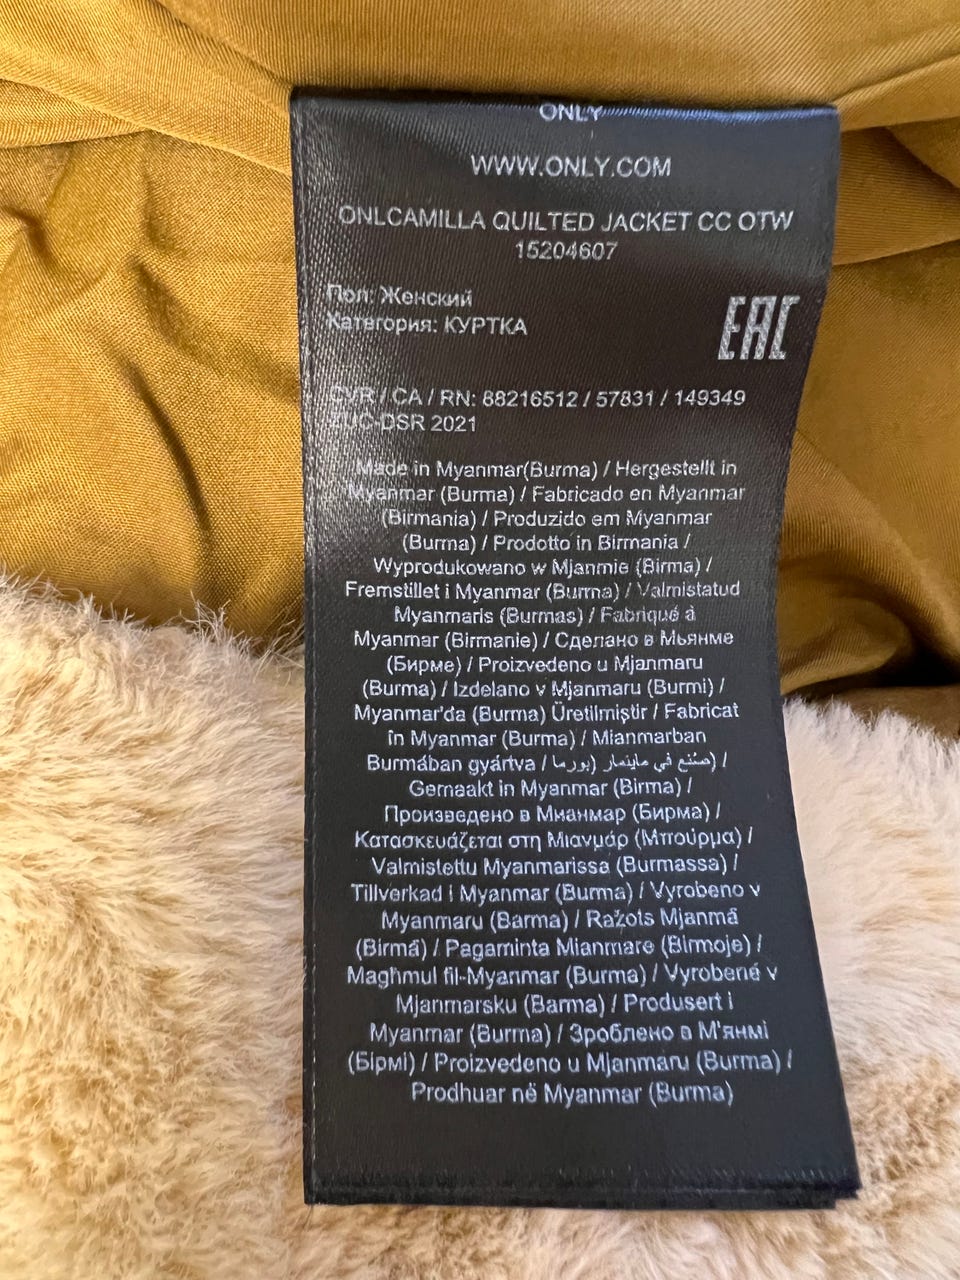 ONLY
WWW.ONLY.COM
ONLCAMILLA QUILTED JACKET CC OTW
15204607
Пол: Женский
Категория: КУРТКА
EAC
CVR / CA / RN: 88216512 / 57831 / 149349
EUC-DSR 2021
Made in Myanmar(Burma) / Hergestellt in
Myanmar (Burma) / Fabricado en Myanmar
(Birmania) / Produzido em Myanmar
(Burma) / Prodotto in Birmania /
Wyprodukowano w Mjanmie (Birma) /
Fremstillet i Myanmar (Burma) / Valmistatud
Myanmaris (Burmas) / Fabriqué à
Myanmar (Birmanie) / Сделано в Мьянме
(Бирме) / Proizvedeno u Mjanmaru
(Burma) / Izdelano v Mjanmaru (Burmi) /
Myanmar'da (Burma) Üretilmiştir / Fabricat
în Myanmar (Burma) / Mianmarban
Burmában gyártva / صُنع في ماينمار (بورما) /
Gemaakt in Myanmar (Birma) /
Произведено в Мианмар (Бирма) /
Κατασκευάζεται στη Μιανμάρ (Μπούρμα) /
Valmistettu Myanmarissa (Burmassa) /
Tillverkad i Myanmar (Burma) / Vyrobeno v
Myanmaru (Barma) / Ražots Mjanmā
(Birmā) / Pagaminta Mianmare (Birmoje) /
Magħmul fil-Myanmar (Burma) / Vyrobené v
Mjanmarsku (Barma) / Produsert i
Myanmar (Burma) / Зроблено в М'янмі
(Бірмі) / Proizvedeno u Mjanmaru (Burma) /
Prodhuar në Myanmar (Burma)